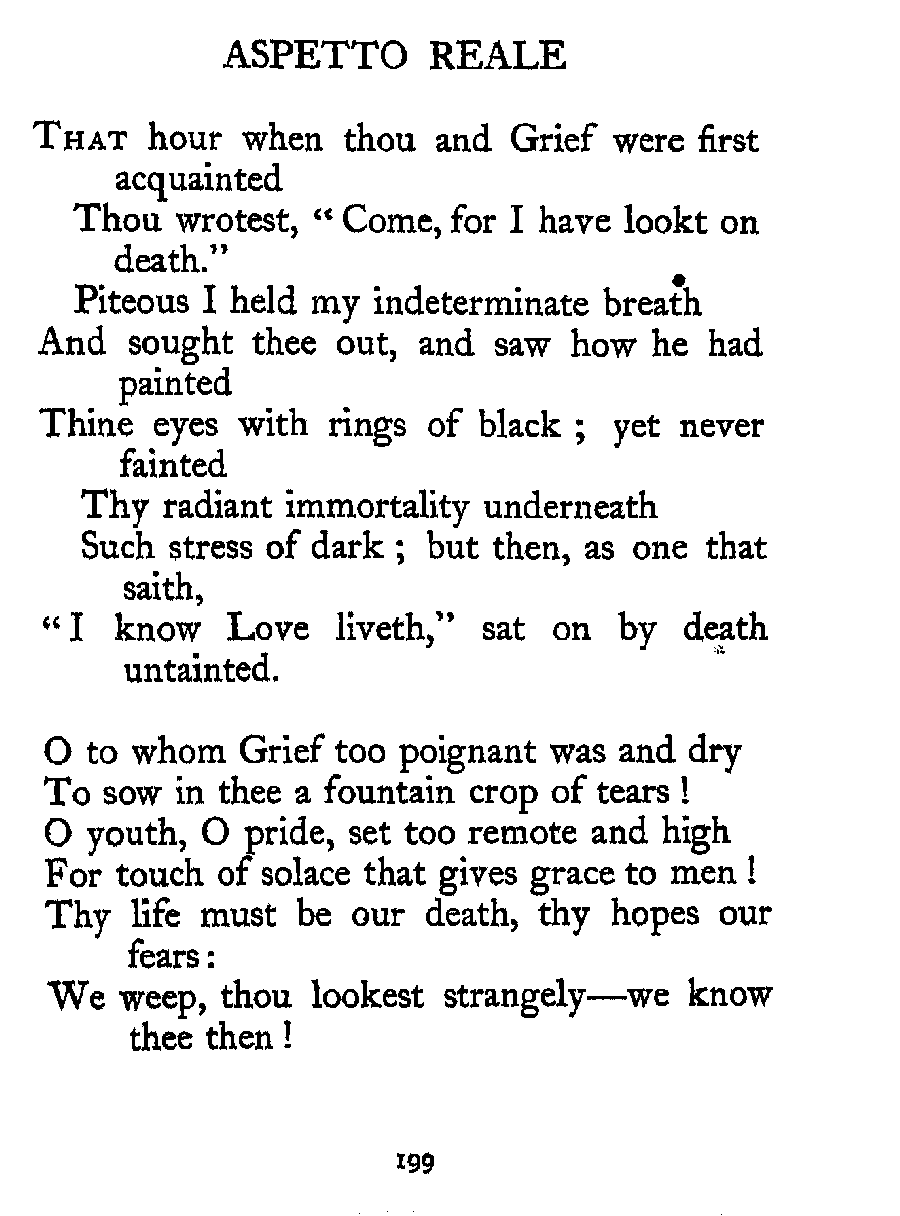 ASPETTO REALE
THAT hour when thou and Grief were first
acquainted
Thou wrotest, “ Come, for I have lookt on
death.”
Piteous I held my indeterminate breath
And sought thee out, and saw how he had
painted
Thine eyes with rings of black ; yet never
fainted
Thy radiant immortality underneath
Such stress of dark ; but then, as one that
saith,
“ I know Love liveth,” sat on by death
untainted.
O to whom Grief too poignant was and dry
To sow in thee a fountain crop of tears !
O youth, O pride, set too remote and high
For touch of solace that gives grace to men !
Thy life must be our death, thy hopes our
fears :
We weep, thou lookest strangely—we know
thee then !
199